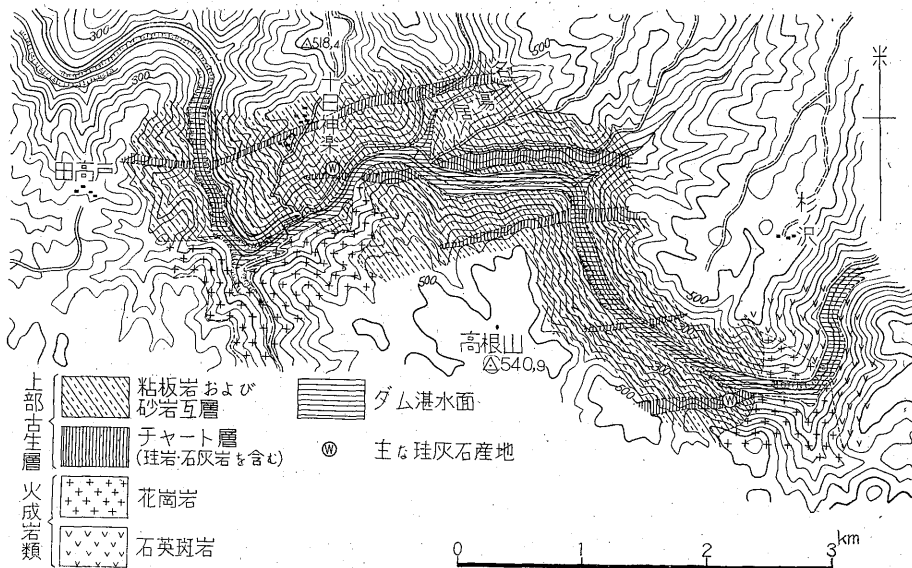 300
500
△518,4
500
十日神楽
宮嶌
田高戸
杉沢
500
500
高根山
△540,9
500
上部古生層
粘板岩および
砂岩互層
チャート層
(珪岩・石灰岩を含む)
火成岩類
花崗岩
石英斑岩
ダム湛水面
Ⓦ 主な珪灰石産地
W
W
0 1 2 3 km